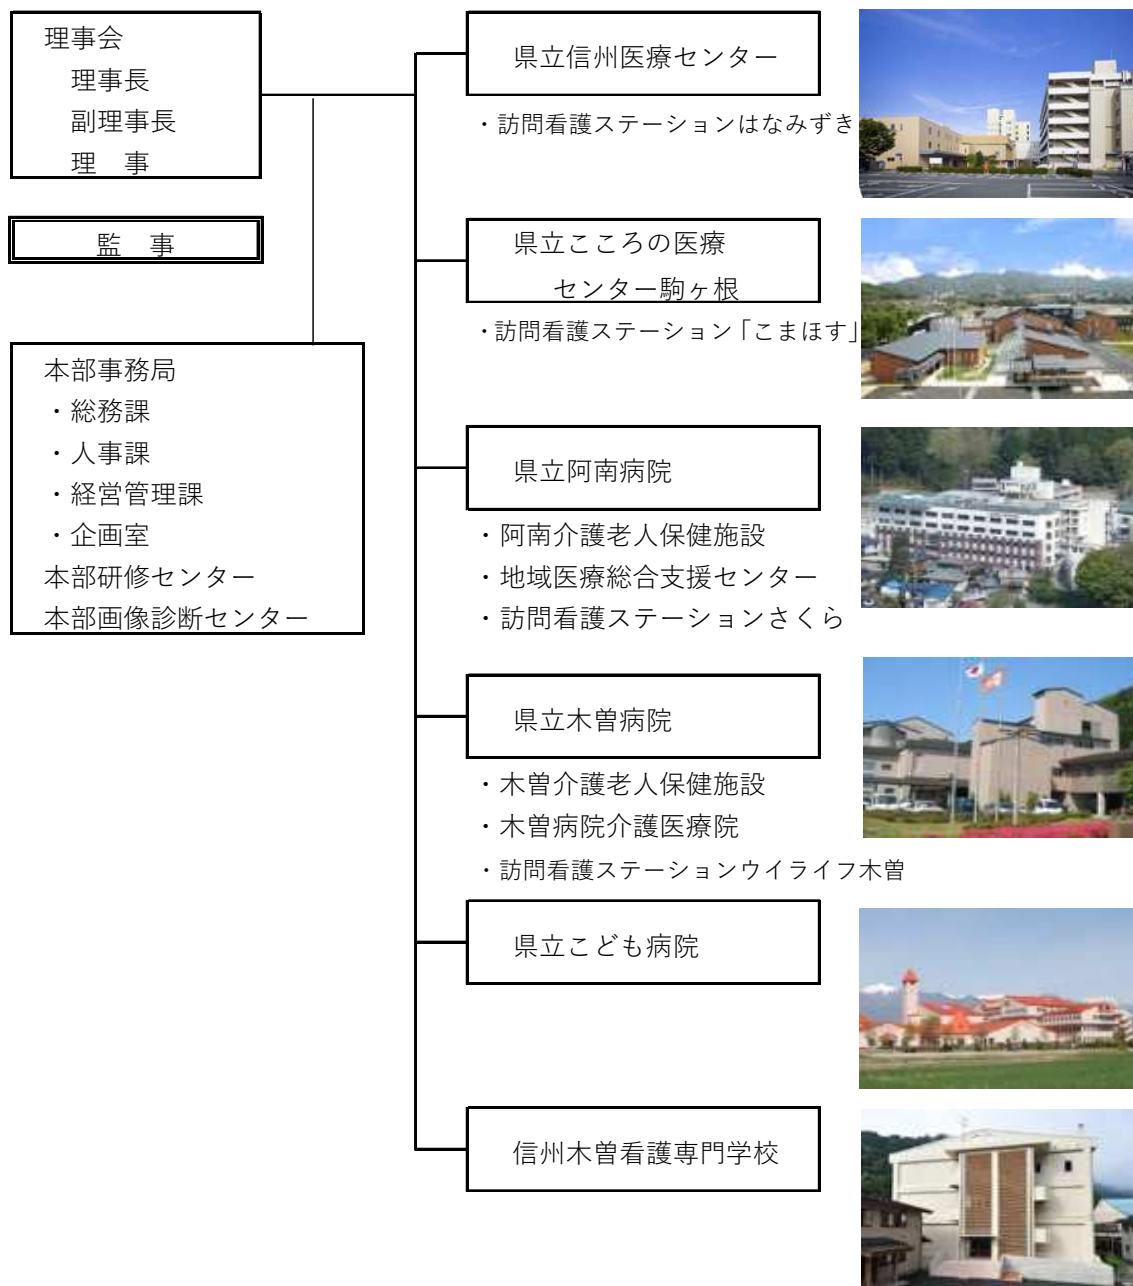 理事会
理事長
副理事長
理　事
監　事
本部事務局
・総務課
・人事課
・経営管理課
・企画室
本部研修センター
本部画像診断センター
県立信州医療センター
・訪問看護ステーションはなみずき
県立こころの医療
センター駒ヶ根
・訪問看護ステーション「こまほす」
県立阿南病院
・阿南介護老人保健施設
・地域医療総合支援センター
・訪問看護ステーションさくら
県立木曽病院
・木曽介護老人保健施設
・木曽病院介護医療院
・訪問看護ステーションウイライフ木曽
県立こども病院
信州木曽看護専門学校